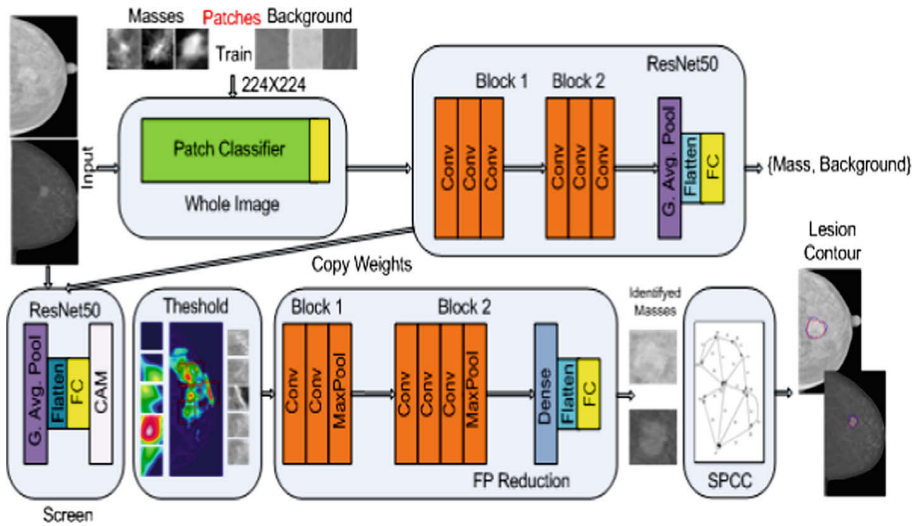 Masses Patches Background
Train
224X224
Input
Patch Classifier
Whole Image
ResNet50
Block 1 Block 2
Conv
Conv
Conv
Conv
Conv
Conv
G. Avg. Pool
Flatten
FC
{Mass, Background}
Copy Weights
Lesion
Contour
ResNet50
G. Avg. Pool
Flatten
FC
CAM
Screen
Theshold
Block 1 Block 2
Conv
Conv
MaxPool
Conv
Conv
Conv
MaxPool
Dense
Flatten
FC
FP Reduction
Identifyed
Masses
SPCC